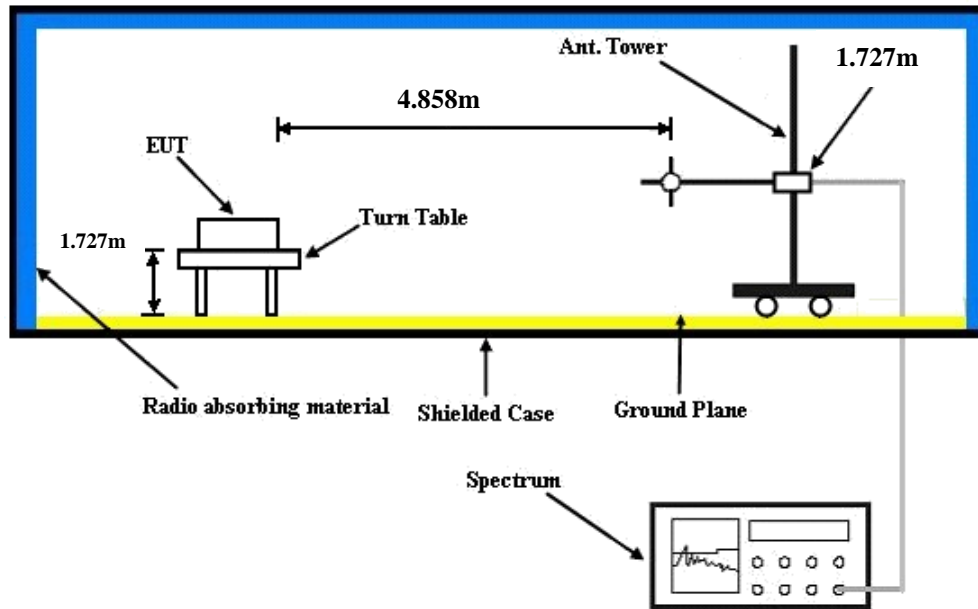 Ant. Tower
1.727m
4.858m
EUT
Turn Table
1.727m
Radio absorbing material
Shielded Case
Ground Plane
Spectrum